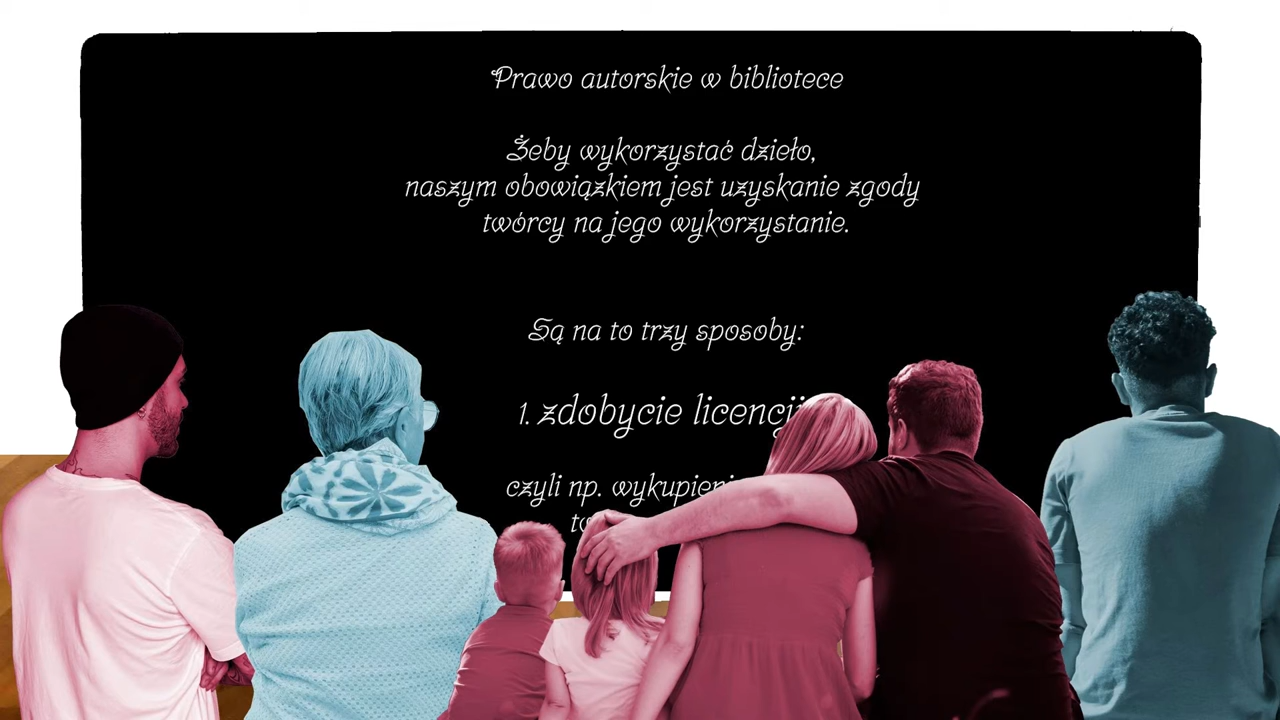 Prawo autorskie w bibliotece
Żeby wykorzystać dzieło,
naszym obowiązkiem jest uzyskanie zgody
twórcy na jego wykorzystanie.
Są na to trzy sposoby:
1. zdobycie licencji
czyli np.